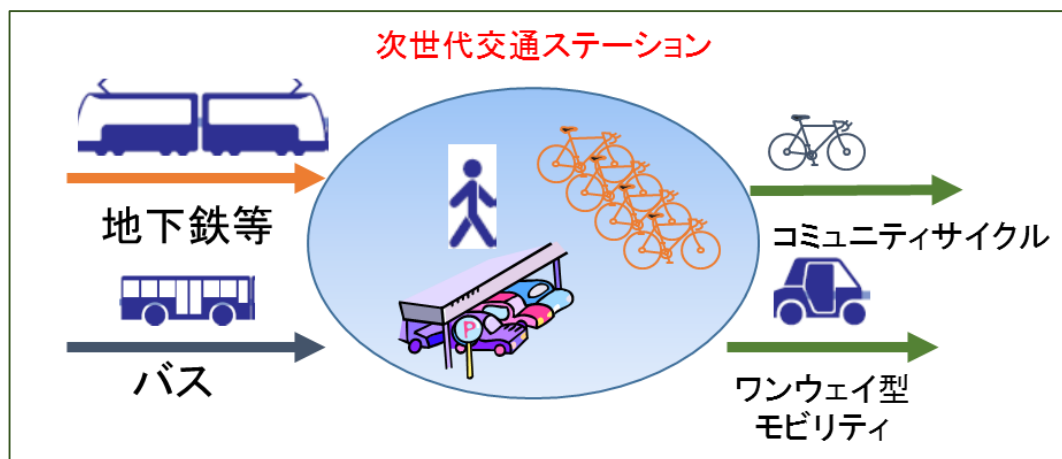 次世代交通ステーション
地下鉄等
バス
P
コミュニティサイクル
ワンウェイ型
モビリティ